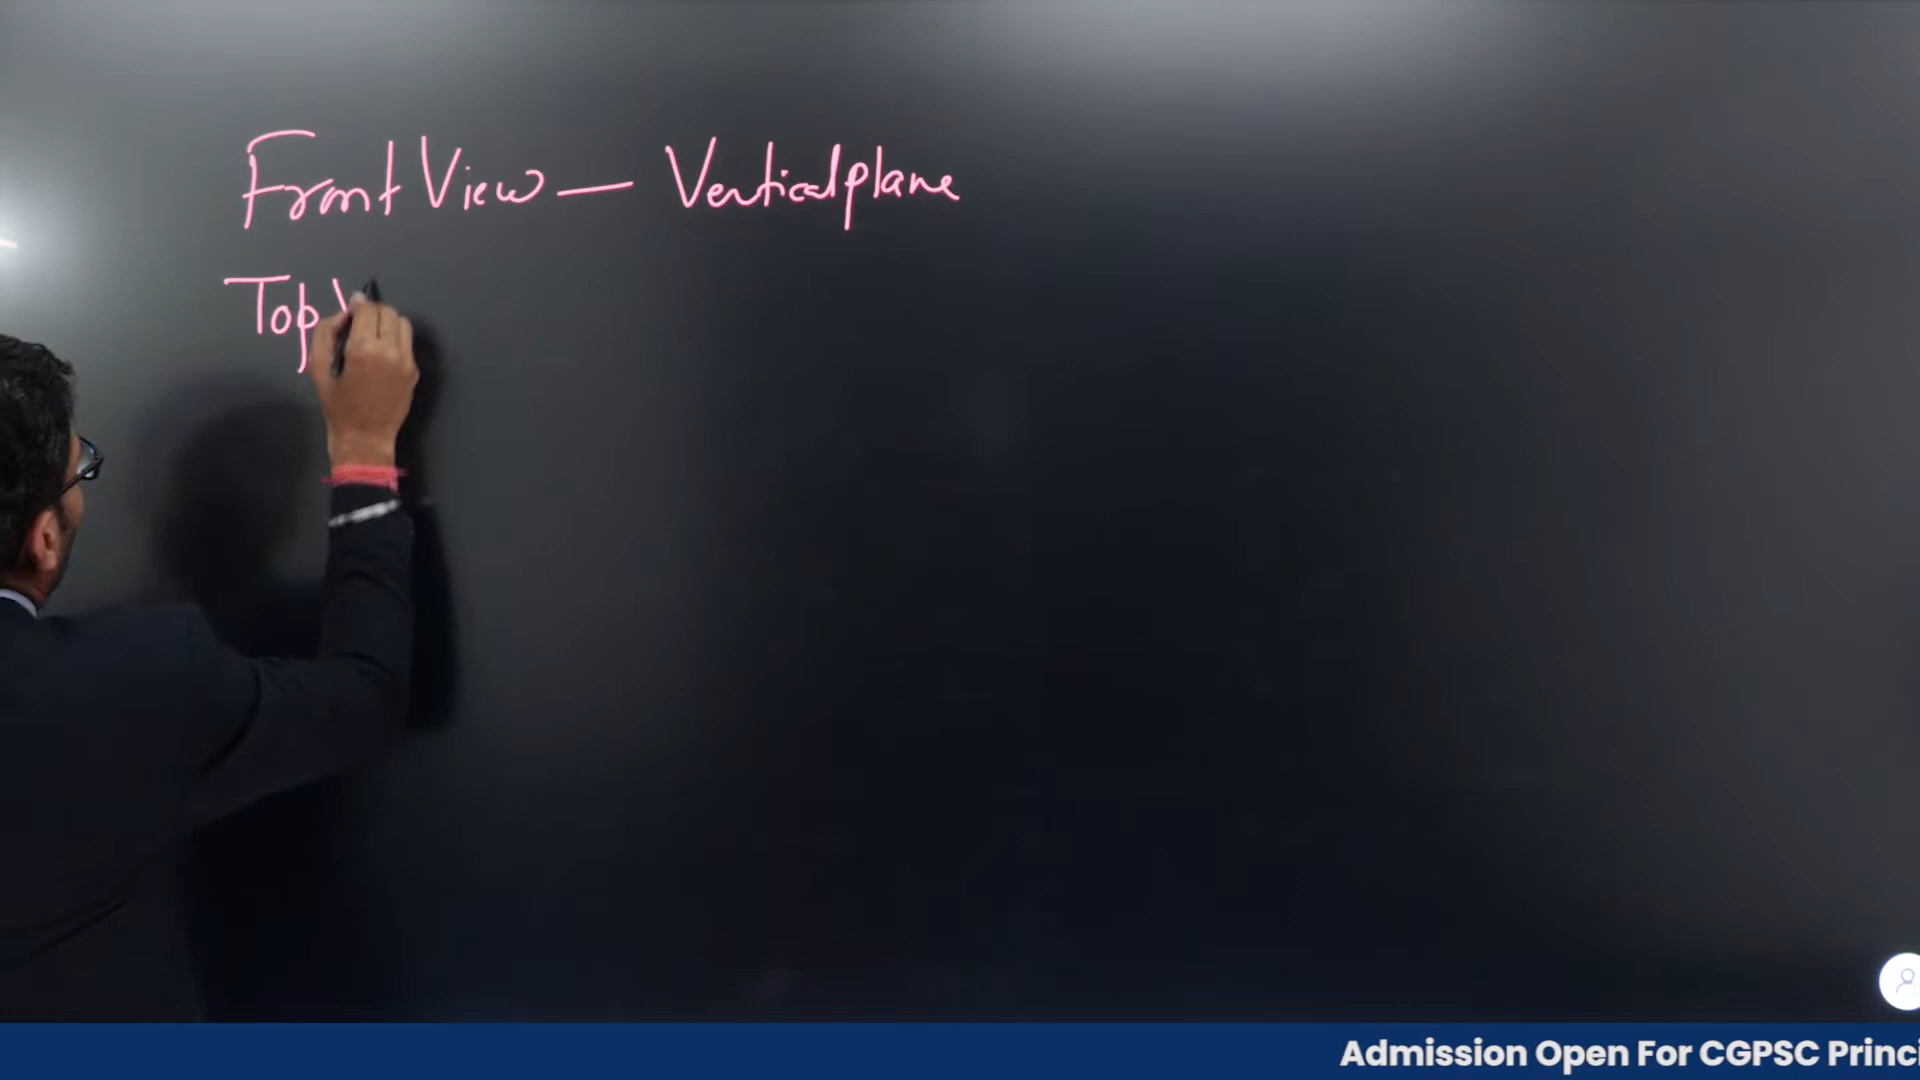 Front View — Vertical plane
Top
Admission Open For CGPSC Princi